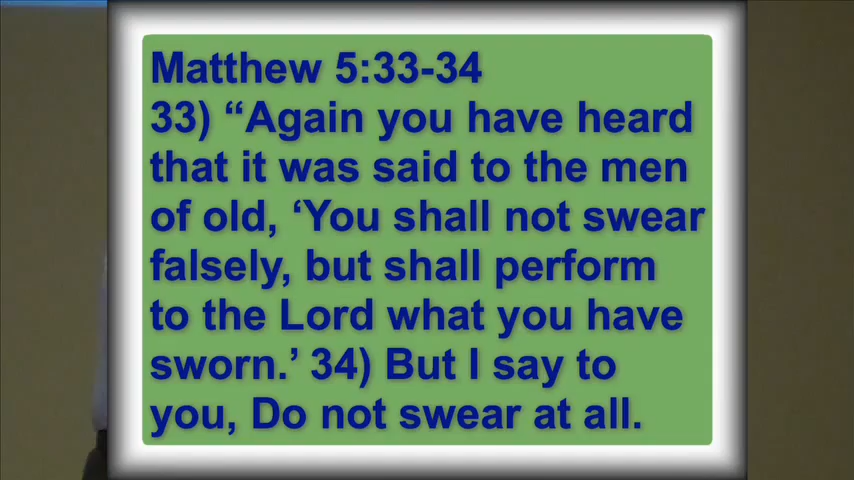 Matthew 5:33-34
33) “Again you have heard
that it was said to the men
of old, ‘You shall not swear
falsely, but shall perform
to the Lord what you have
sworn.’ 34) But I say to
you, Do not swear at all.